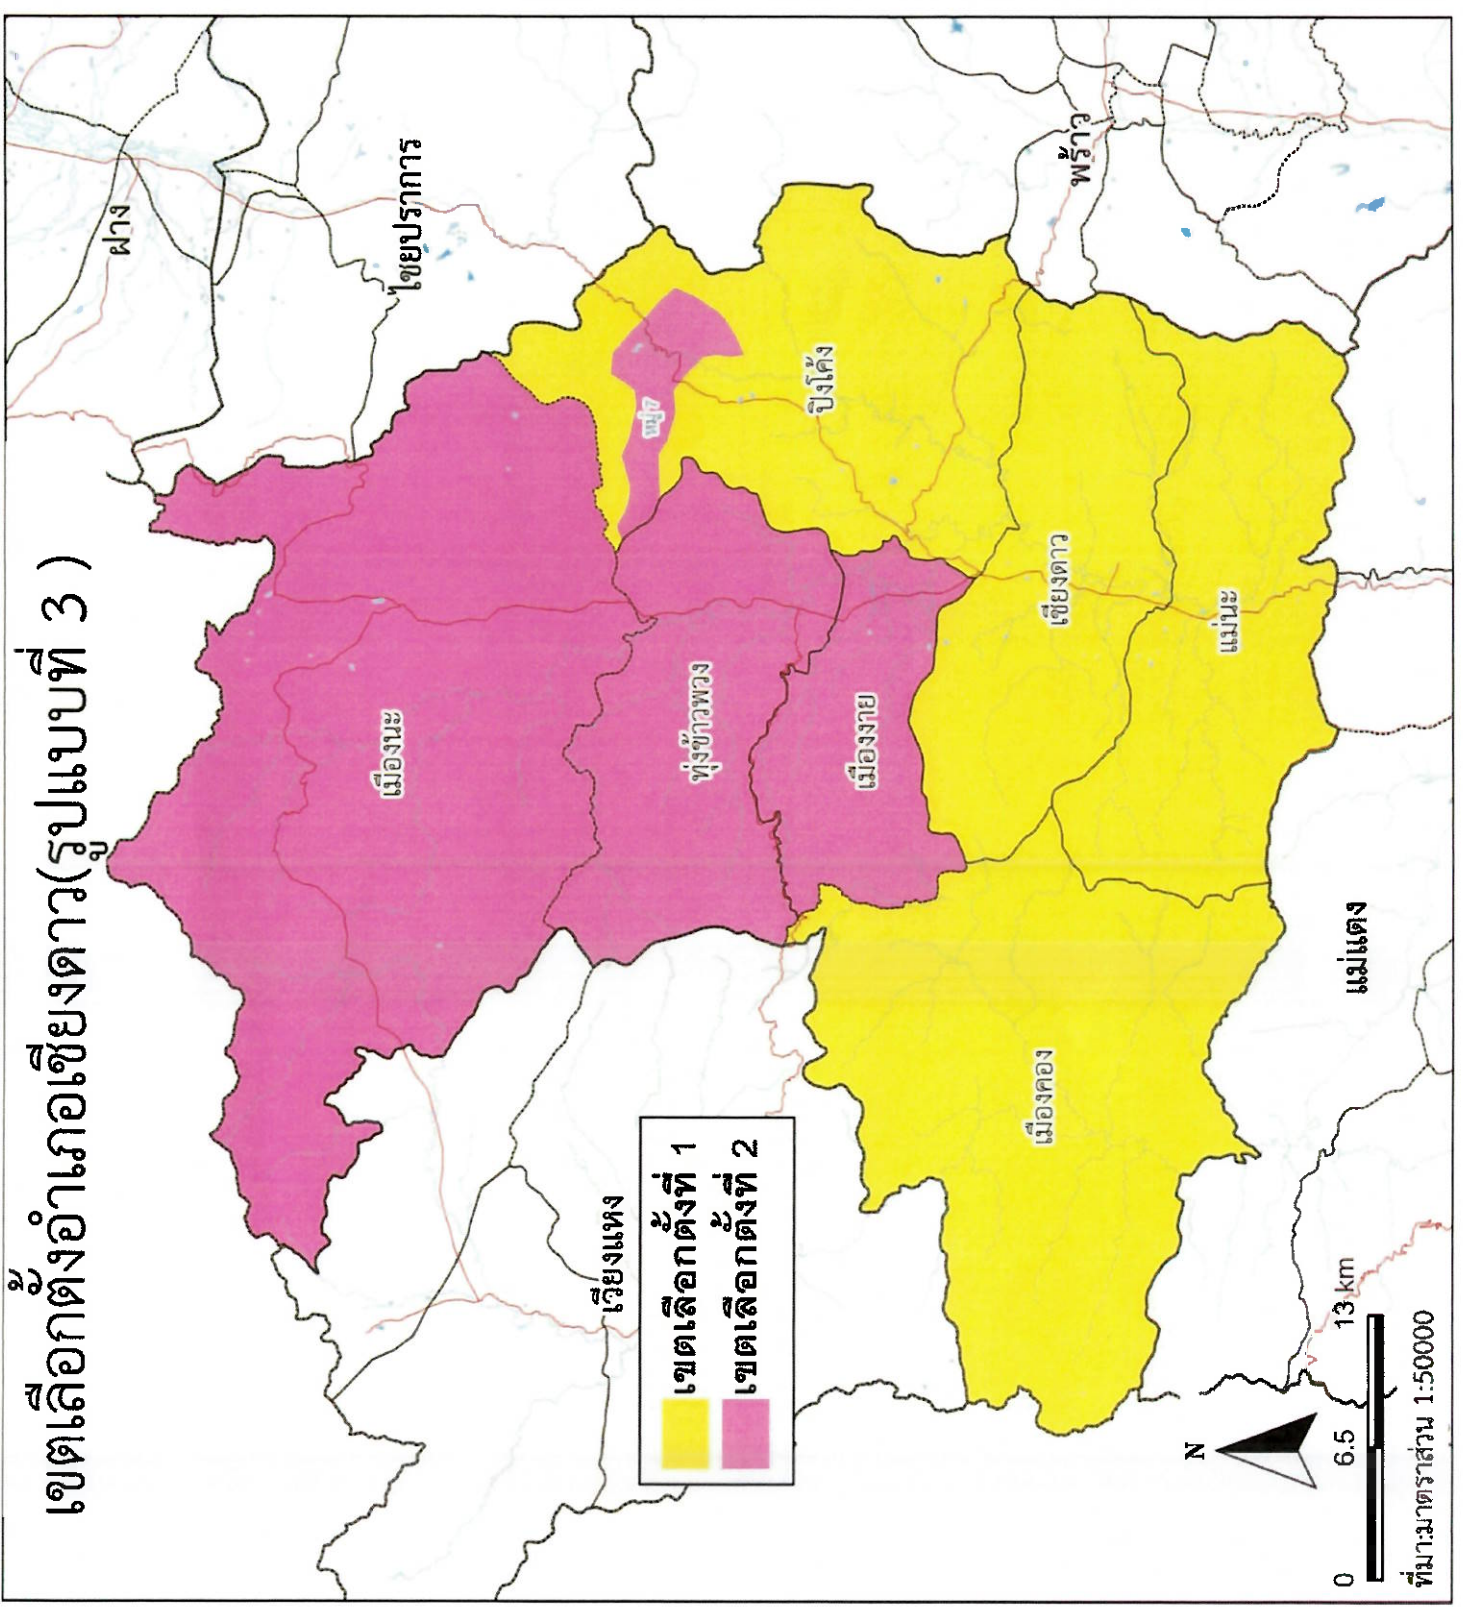 เขตเลือกตั้งอำเภอเชียงดาว(รูปแบบที่ 3 )
ฝาง
ไชยปราการ
พร้าว
หมู่7
ปิงโค้ง
เมืองนะ
ทุ่งข้าวพวง
เมืองงาย
เชียงดาว
แม่นะ
เมืองคอง
แม่แตง
เวียงแหง
เขตเลือกตั้งที่ 1
เขตเลือกตั้งที่ 2
N
0 6.5 13 km
ที่มา:มาตราส่วน 1:50000